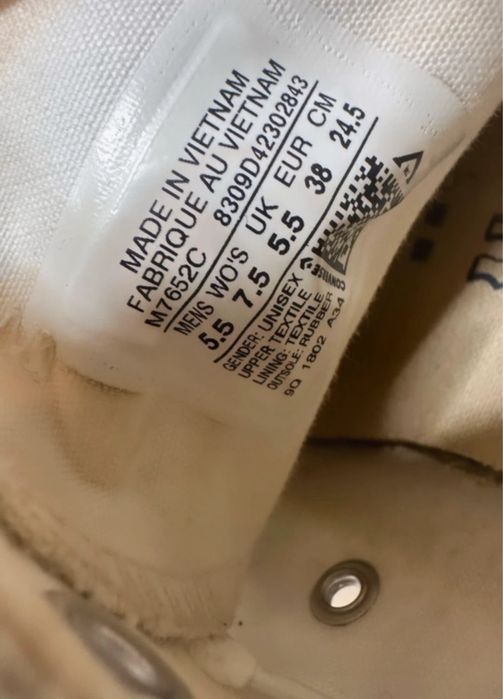 MADE IN VIETNAM
FABRIQUE AU VIETNAM
M7652C 8309D42302843
MENS WO'S UK EUR CM
5.5 7.5 5.5 38 24.5
GENDER: UNISEX
UPPER: TEXTILE
LINING: TEXTILE
OUTSOLE: RUBBER
9Q 1802 A34
CONVERSE